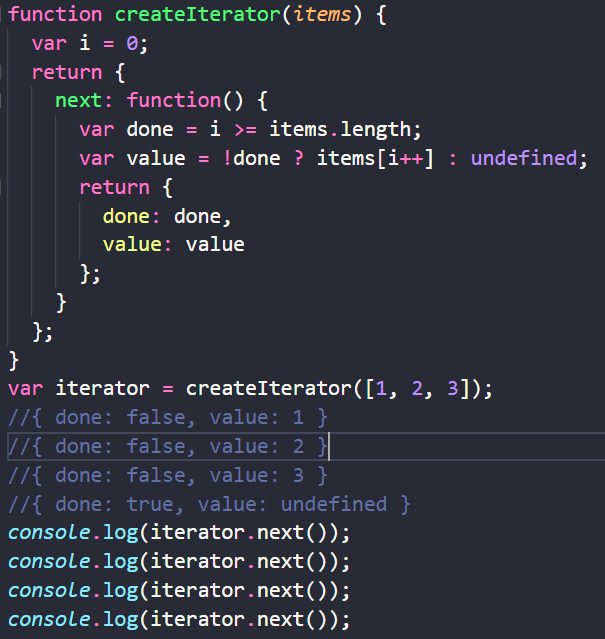 function createIterator(items) {
  var i = 0;
  return {
    next: function() {
      var done = i >= items.length;
      var value = !done ? items[i++] : undefined;
      return {
        done: done,
        value: value
      };
    }
  };
}
var iterator = createIterator([1, 2, 3]);
//{ done: false, value: 1 }
//{ done: false, value: 2 }
//{ done: false, value: 3 }
//{ done: true, value: undefined }
console.log(iterator.next());
console.log(iterator.next());
console.log(iterator.next());
console.log(iterator.next());